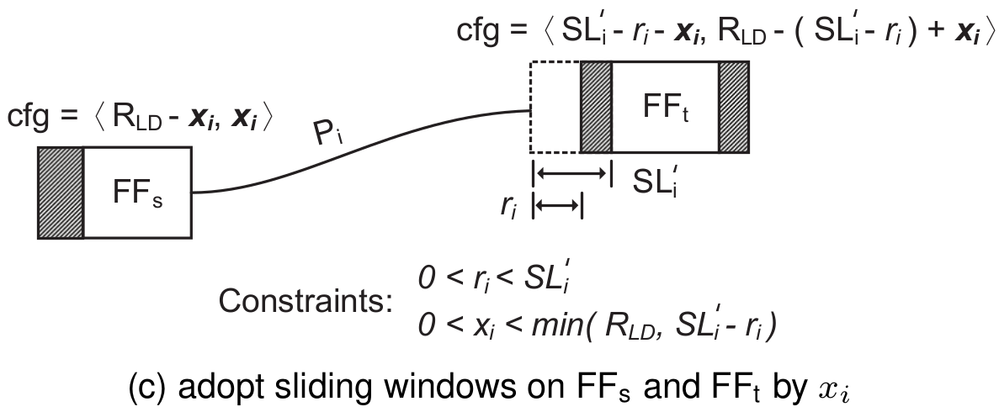 cfg = ⟨ SL′i - ri - xi, RLD - ( SL′i - ri ) + xi ⟩
cfg = ⟨ RLD - xi, xi ⟩
Pi
FFt
FFs
SL′i
ri
Constraints:
0 < ri < SL′i
0 < xi < min( RLD, SL′i - ri )
(c) adopt sliding windows on FFs and FFt by xi